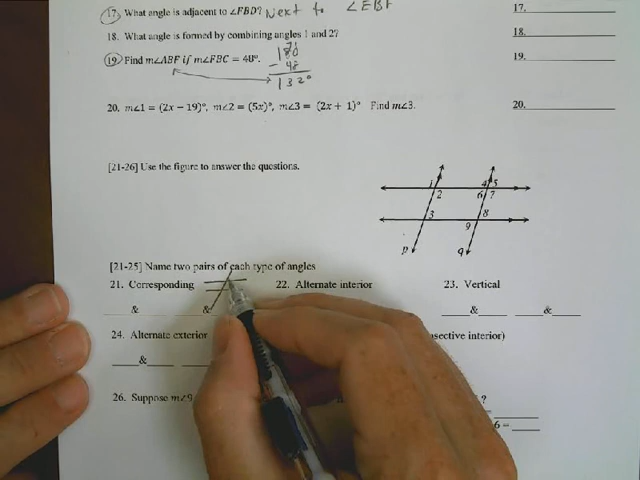 17. What angle is adjacent to ∠FBD? Next to ∠EBF 17.
18. What angle is formed by combining angles 1 and 2? 18.
19. Find m∠ABF if m∠FBC = 48°. 19.
180
- 48
132°
20. m∠1 = (2x − 19)°, m∠2 = (5x)°, m∠3 = (2x + 1)° Find m∠3. 20.
[21-26] Use the figure to answer the questions.
1 4 5
2 6 7
3 8
9
p q
[21-25] Name two pairs of each type of angles
21. Corresponding 22. Alternate interior 23. Vertical
& & & &
24. Alternate exterior interior)
&
26. Suppose m∠9 ?
6 =